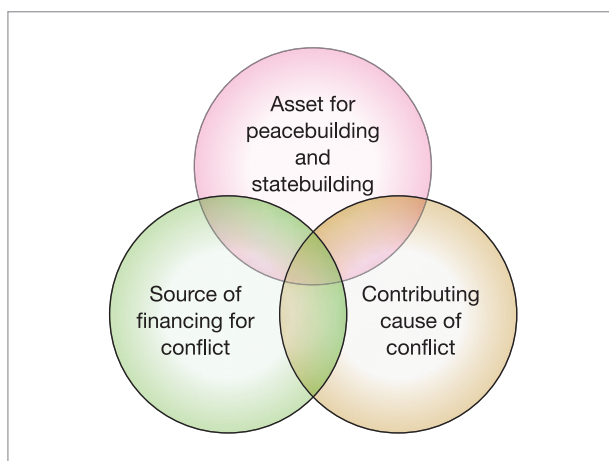 Asset for
peacebuilding
and
statebuilding
Source of
financing for
conflict
Contributing
cause of
conflict